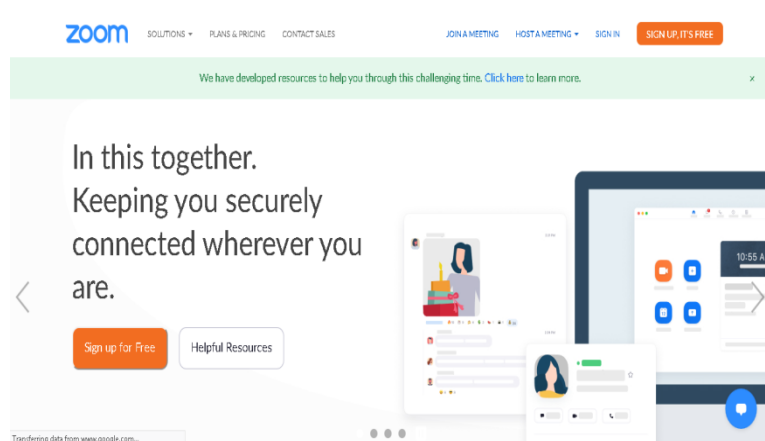 zoom
SOLUTIONS PLANS & PRICING CONTACT SALES JOIN A MEETING HOST A MEETING SIGN IN SIGN UP, IT'S FREE
We have developed resources to help you through this challenging time. Click here to learn more. x
In this together.
Keeping you securely
connected wherever you
are.
10:55 A
Sign up for Free Helpful Resources
Transferring data from www.google.com...